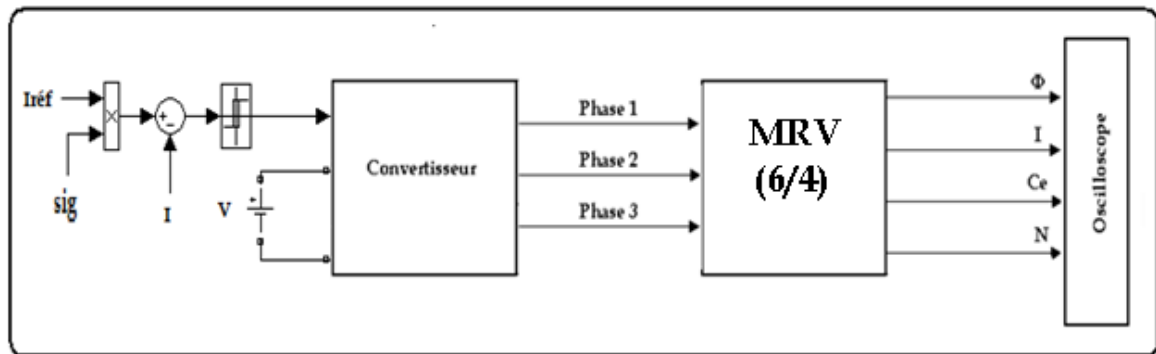 Iréf
sig
X
+
-
I
V
+
Convertisseur
Phase 1
Phase 2
Phase 3
MRV
(6/4)
Φ
I
Ce
N
Oscilloscope